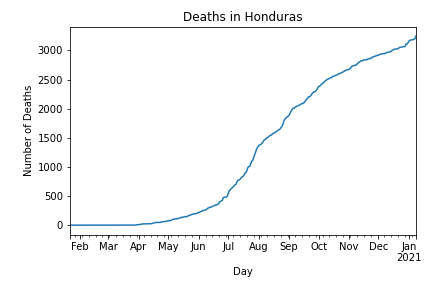 Deaths in Honduras
Number of Deaths
3000
2500
2000
1500
1000
500
0
Feb Mar Apr May Jun Jul Aug Sep Oct Nov Dec Jan
2021
Day